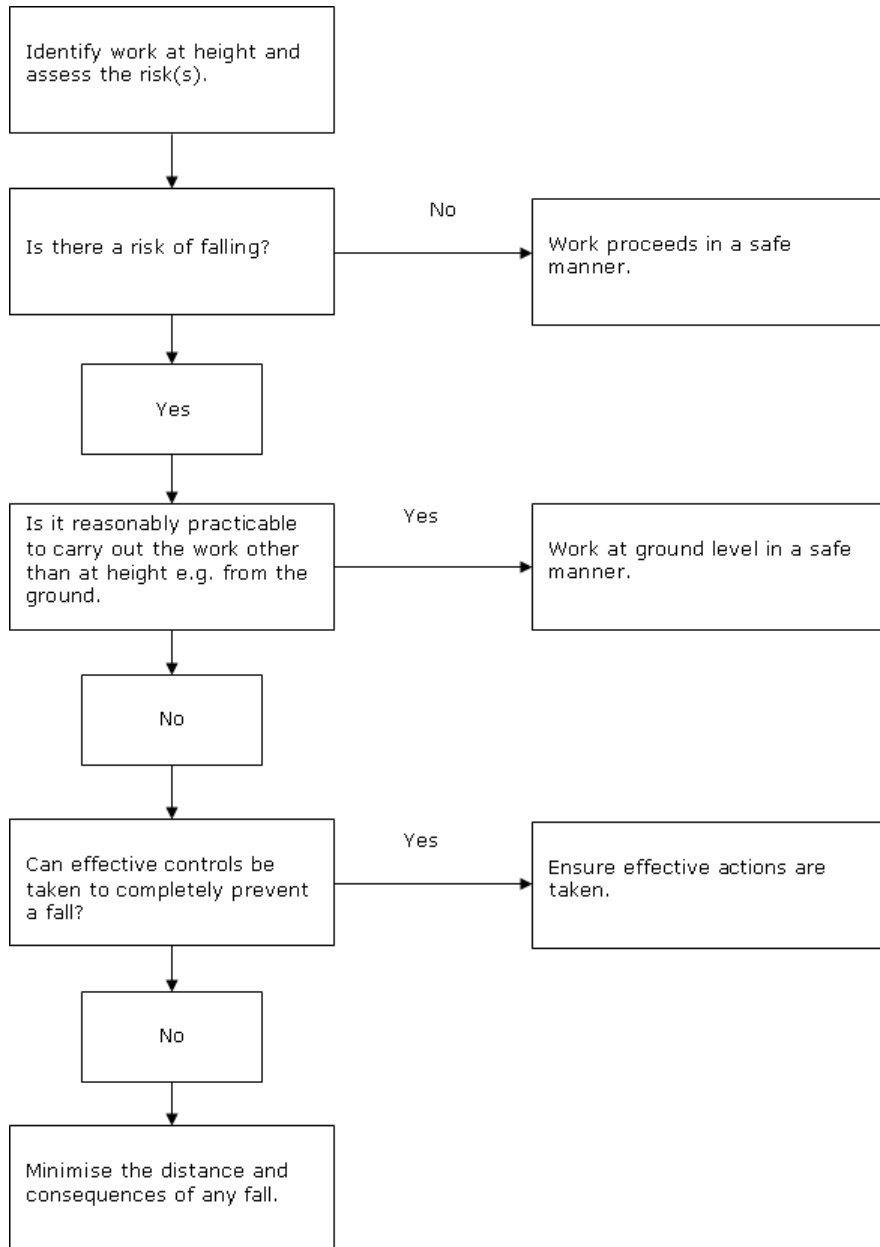 Identify work at height and
assess the risk(s).
Is there a risk of falling?
No
Work proceeds in a safe
manner.
Yes
Is it reasonably practicable
to carry out the work other
than at height e.g. from the
ground.
Yes
Work at ground level in a safe
manner.
No
Can effective controls be
taken to completely prevent
a fall?
Yes
Ensure effective actions are
taken.
No
Minimise the distance and
consequences of any fall.